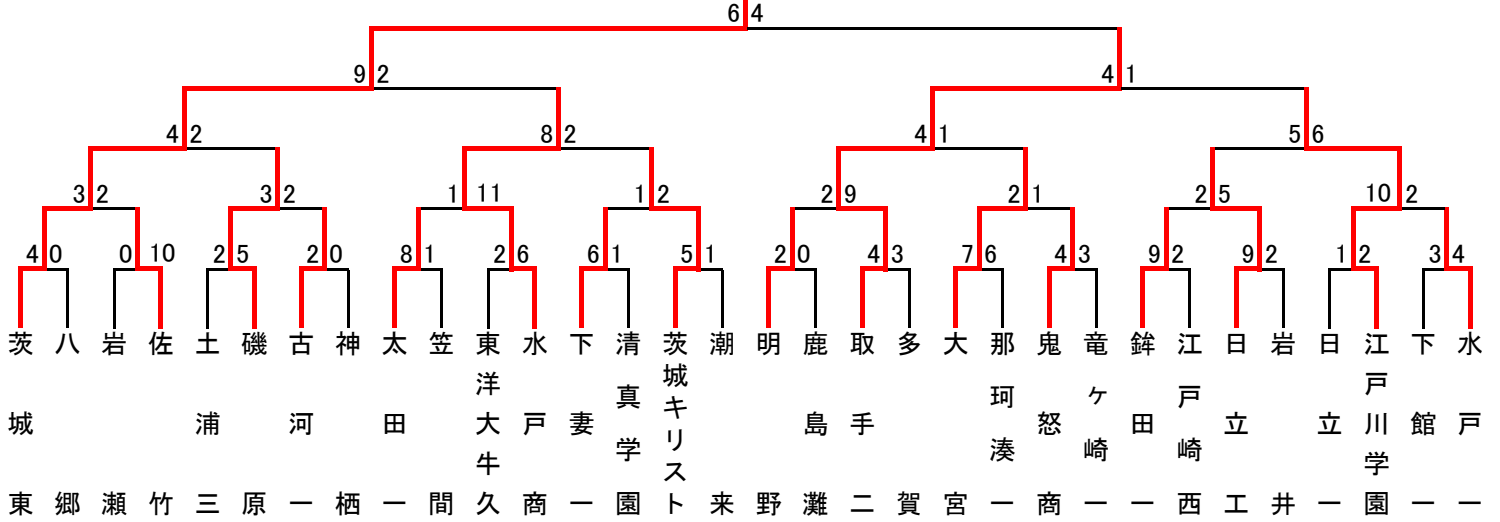 6 4
9 2 4 1
4 2 8 2 4 1 5 6
3 2 3 2 1 11 1 2 2 9 2 1 2 5 10 2
4 0 0 10 2 5 2 0 8 1 2 6 6 1 5 1 2 0 4 3 7 6 4 3 9 2 9 2 1 2 3 4
茨城東
八郷
岩瀬
佐竹
土浦三
磯原
古河一
神栖
太田一
笠間
東洋大牛久
水戸商
下妻一
清真学園
茨城キリスト
潮来
明野
鹿島灘
取手二
多賀
大宮
那珂湊一
鬼怒商
竜ヶ崎一
鉾田一
江戸崎西
日立工
岩井
日立一
江戸川学園
下館一
水戸一